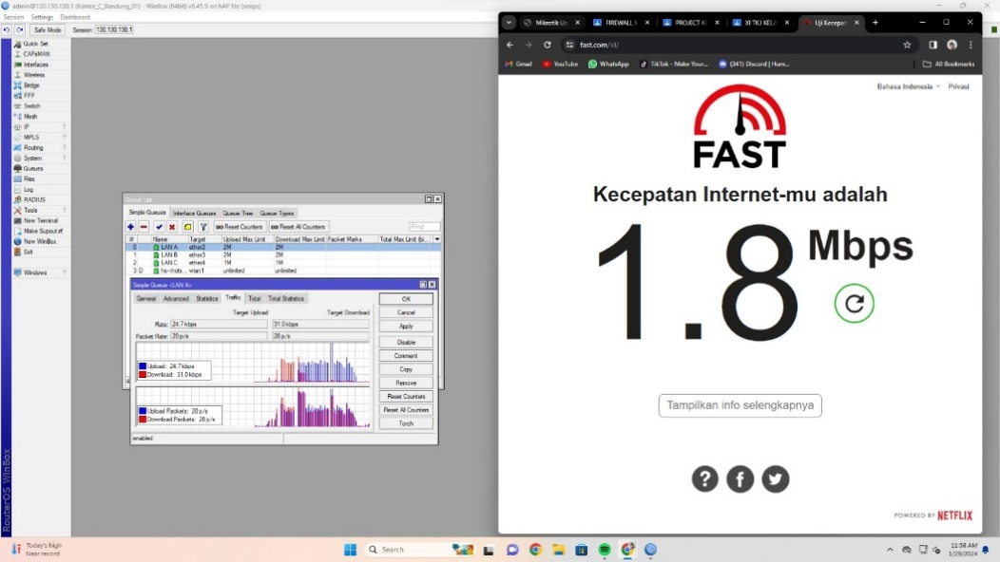 admin@130.130.130.1 (Kantor_C_Bandung_01) - WinBox (64bit) v6.45.9 on hAP lite (smips)
Session Settings Dashboard
Safe Mode Session: 130.130.130.1
Quick Set
CAPsMAN
Interfaces
Wireless
Bridge
PPP
Switch
Mesh
IP
MPLS
Routing
System
Queues
Files
Log
RADIUS
Tools
New Terminal
Make Supout.rif
New WinBox
Exit
Windows
RouterOS WinBox
Queue List
Simple Queues Interface Queues Queue Tree Queue Types
Reset Counters Reset All Counters Find
# Name Target Upload Max Limit Download Max Limit Packet Marks Total Max Limit (bi...
0 LAN A ether2 2M 2M
1 LAN B ether3 2M 2M
2 LAN C ether4 1M 1M
3 D hs-<hots... wlan1 unlimited unlimited
Simple Queue <LAN A>
General Advanced Statistics Traffic Total Total Statistics
Target Upload Target Download
Rate: 24.7 kbps 31.0 kbps
Packet Rate: 20 p/s 28 p/s
Upload: 24.7 kbps
Download: 31.0 kbps
Upload Packets: 20 p/s
Download Packets: 28 p/s
enabled
OK
Cancel
Apply
Disable
Comment
Copy
Remove
Reset Counters
Reset All Counters
Torch
FIREWALL PROJECT XI TKJ KELA Uji Kecepat
fast.com/id/
Gmail YouTube WhatsApp TikTok - Make Your... (341) Discord | Hum... All Bookmarks
Bahasa Indonesia Privasi
FAST
Kecepatan Internet-mu adalah
1.8 Mbps
Tampilkan info selengkapnya
POWERED BY NETFLIX
Today's high
Near record
Search
11:36 AM
1/29/2024